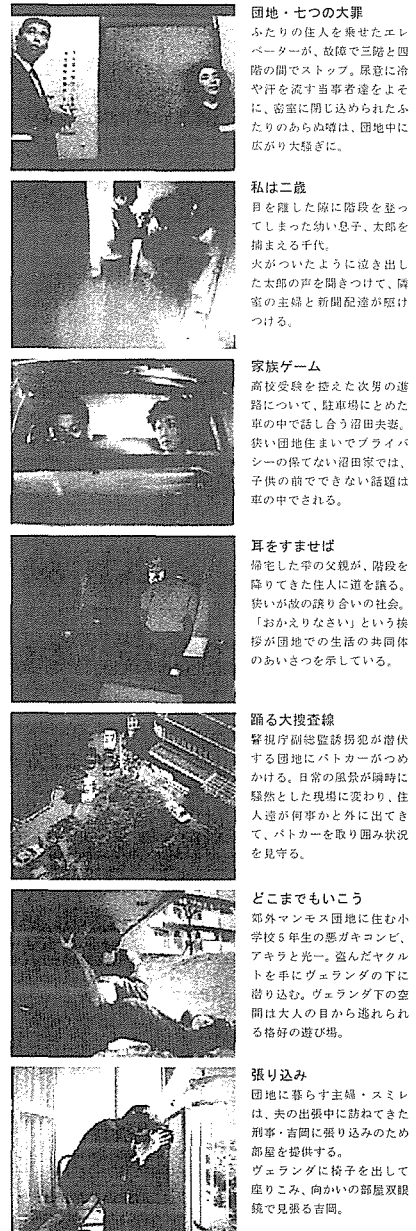 団地・七つの大罪
ふたりの住人を乗せたエレ
ベーターが、故障で三階と四
階の間でストップ。尿意に冷
や汗を流す当事者達をよそ
に、密室に閉じ込められたふ
たりのあらぬ噂は、団地中に
広がり大騒ぎに。
私は二歳
目を離した隙に階段を登っ
てしまった幼い息子、太郎を
捕まえる千代。
火がついたように泣き出し
た太郎の声を聞きつけて、隣
室の主婦と新聞配達が駆け
つける。
家族ゲーム
高校受験を控えた次男の進
路について、駐車場にとめた
車の中で話し合う沼田夫妻。
狭い団地住まいでプライバ
シーの保てない沼田家では、
子供の前でできない話題は
車の中でされる。
耳をすませば
帰宅した雫の父親が、階段を
降りてきた住人に道を譲る。
狭いが故の譲り合いの社会。
「おかえりなさい」という挨
拶が団地での生活の共同体
のあいさつを示している。
踊る大捜査線
警視庁副総監誘拐犯が潜伏
する団地にパトカーがつめ
かける。日常の風景が瞬時に
騒然とした現場に変わり、住
人達が何事かと外に出てき
て、パトカーを取り囲み状況
を見守る。
どこまでもいこう
郊外マンモス団地に住む小
学校5年生の悪ガキコンビ、
アキラと光一。盗んだヤクル
トを手にヴェランダの下に
潜り込む。ヴェランダ下の空
間は大人の目から逃れられ
る格好の遊び場。
張り込み
団地に暮らす主婦・スミレ
は、夫の出張中に訪ねてきた
刑事・吉岡に張り込みのため
部屋を提供する。
ヴェランダに椅子を出して
座りこみ、向かいの部屋双眼
鏡で見張る吉岡。